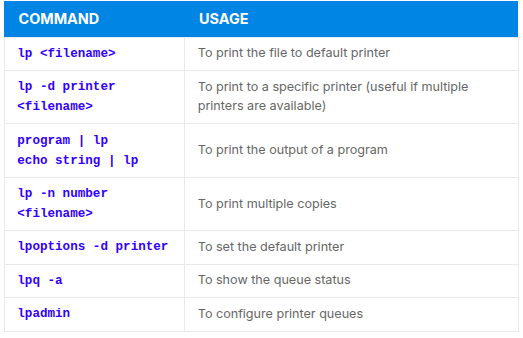 COMMAND USAGE
lp <filename> To print the file to default printer
lp -d printer To print to a specific printer (useful if multiple
<filename> printers are available)
program | lp
echo string | lp
To print the output of a program
lp -n number
<filename>
To print multiple copies
lpoptions -d printer To set the default printer
lpq -a To show the queue status
lpadmin To configure printer queues